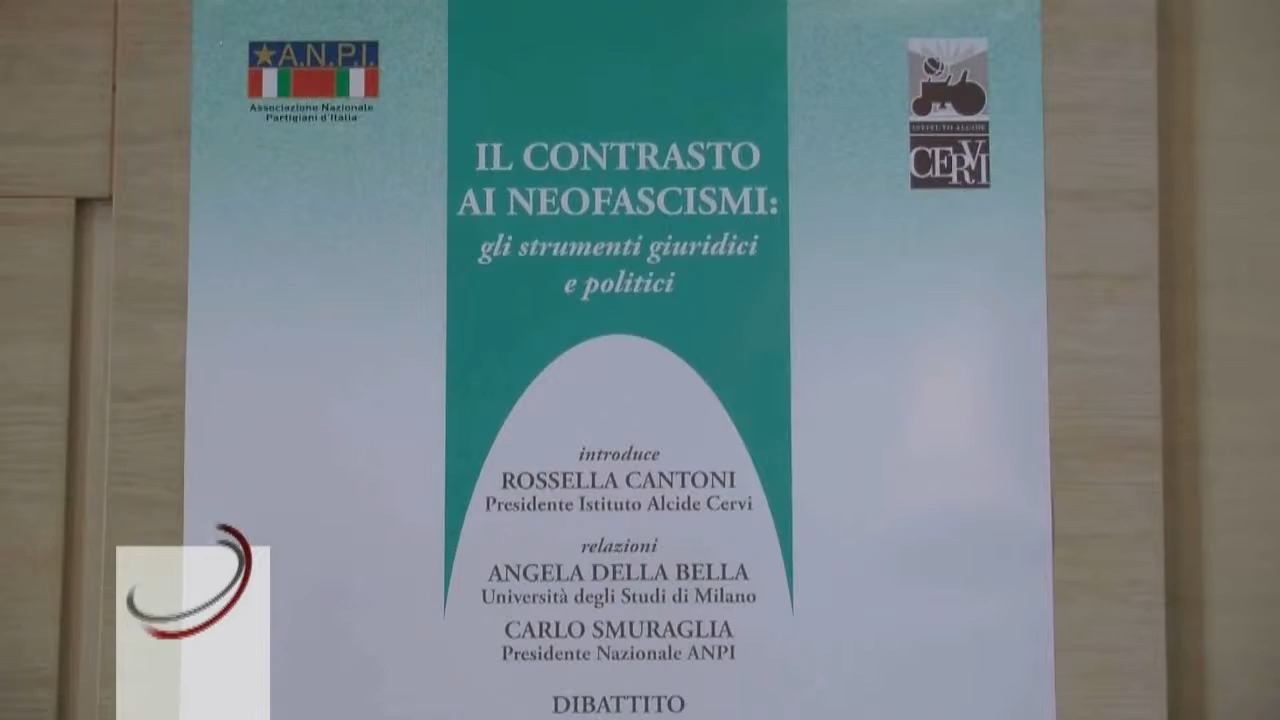 A.N.P.I.
Associazione Nazionale
Partigiani d'Italia
ISTITUTO ALCIDE
CERVI
IL CONTRASTO
AI NEOFASCISMI:
gli strumenti giuridici
e politici
introduce
ROSSELLA CANTONI
Presidente Istituto Alcide Cervi
relazioni
ANGELA DELLA BELLA
Università degli Studi di Milano
CARLO SMURAGLIA
Presidente Nazionale ANPI
DIBATTITO